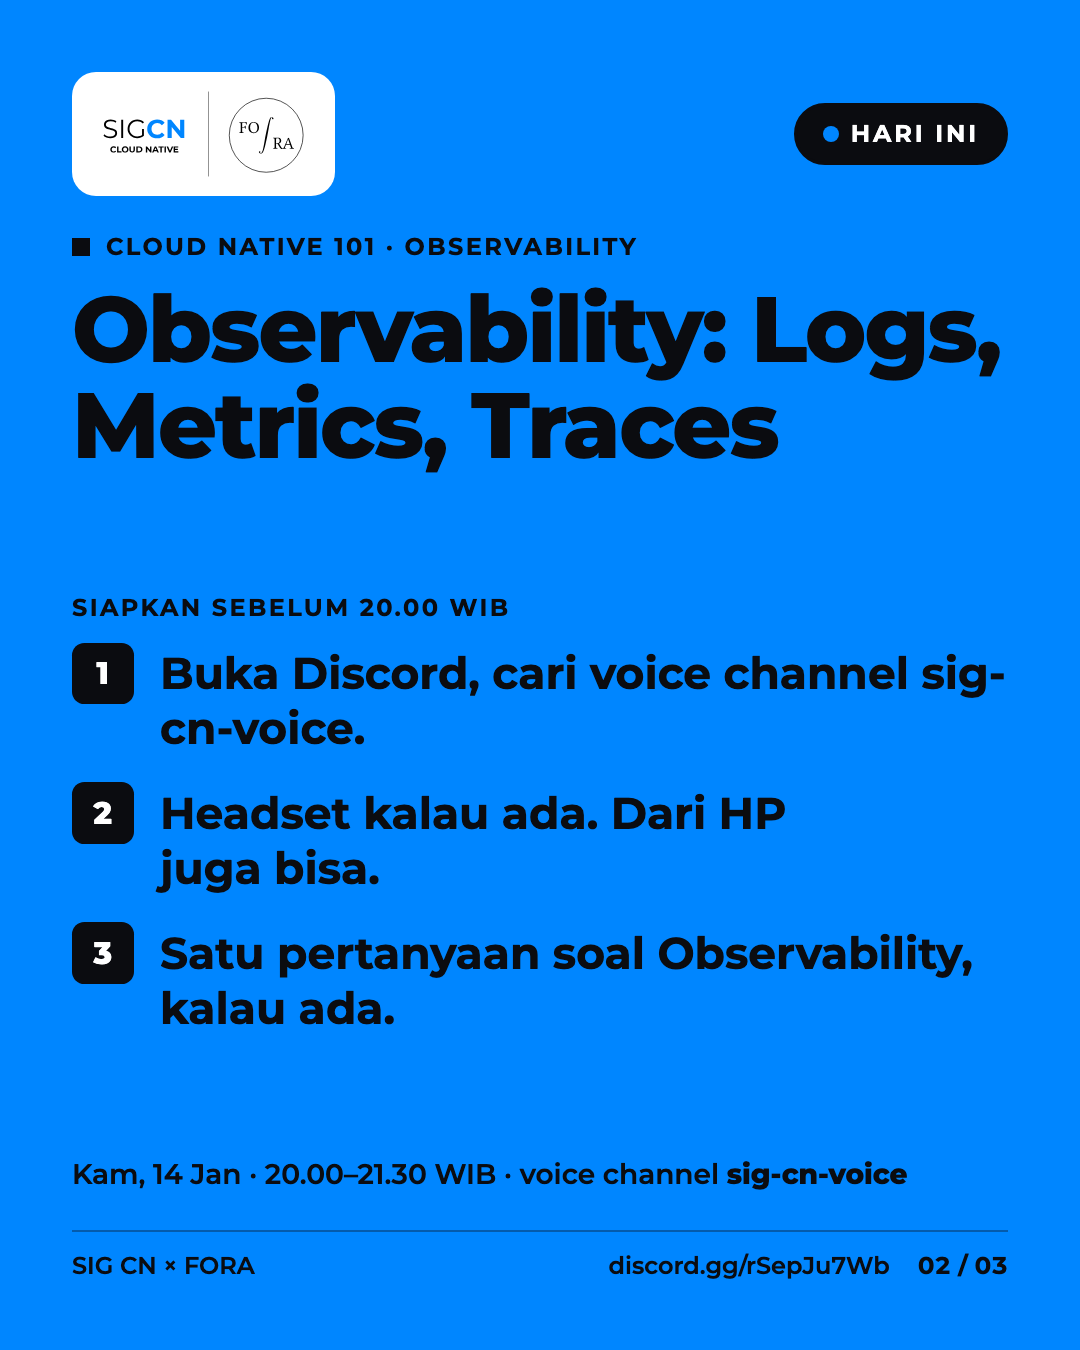 SIGCN
CLOUD NATIVE
FO
RA
HARI INI
CLOUD NATIVE 101 · OBSERVABILITY
Observability: Logs,
Metrics, Traces
SIAPKAN SEBELUM 20.00 WIB
1 Buka Discord, cari voice channel sig-
cn-voice.
2 Headset kalau ada. Dari HP
juga bisa.
3 Satu pertanyaan soal Observability,
kalau ada.
Kam, 14 Jan · 20.00–21.30 WIB · voice channel sig-cn-voice
SIG CN × FORA
discord.gg/rSepJu7Wb 02 / 03